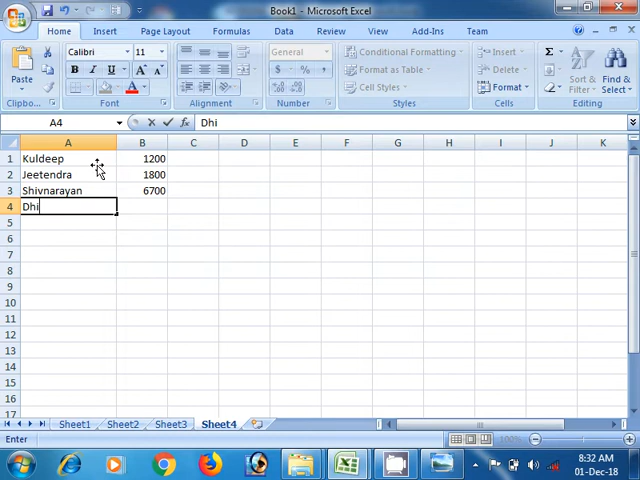 Book1 - Microsoft Excel
Home Insert Page Layout Formulas Data Review View Add-Ins Team
Calibri 11 General Conditional Formatting Insert Σ
Paste B I U A A % Format as Table Delete Sort & Filter Find & Select
A Cell Styles Format
Clipboard Font Alignment Number Styles Cells Editing
A4 fx Dhi
A B C D E F G H I J K
1 Kuldeep 1200
2 Jeetendra 1800
3 Shivnarayan 6700
4 Dhi
5
6
7
8
9
10
11
12
13
14
15
16
17
Sheet1 Sheet2 Sheet3 Sheet4
Enter 100%
8:32 AM
01-Dec-18